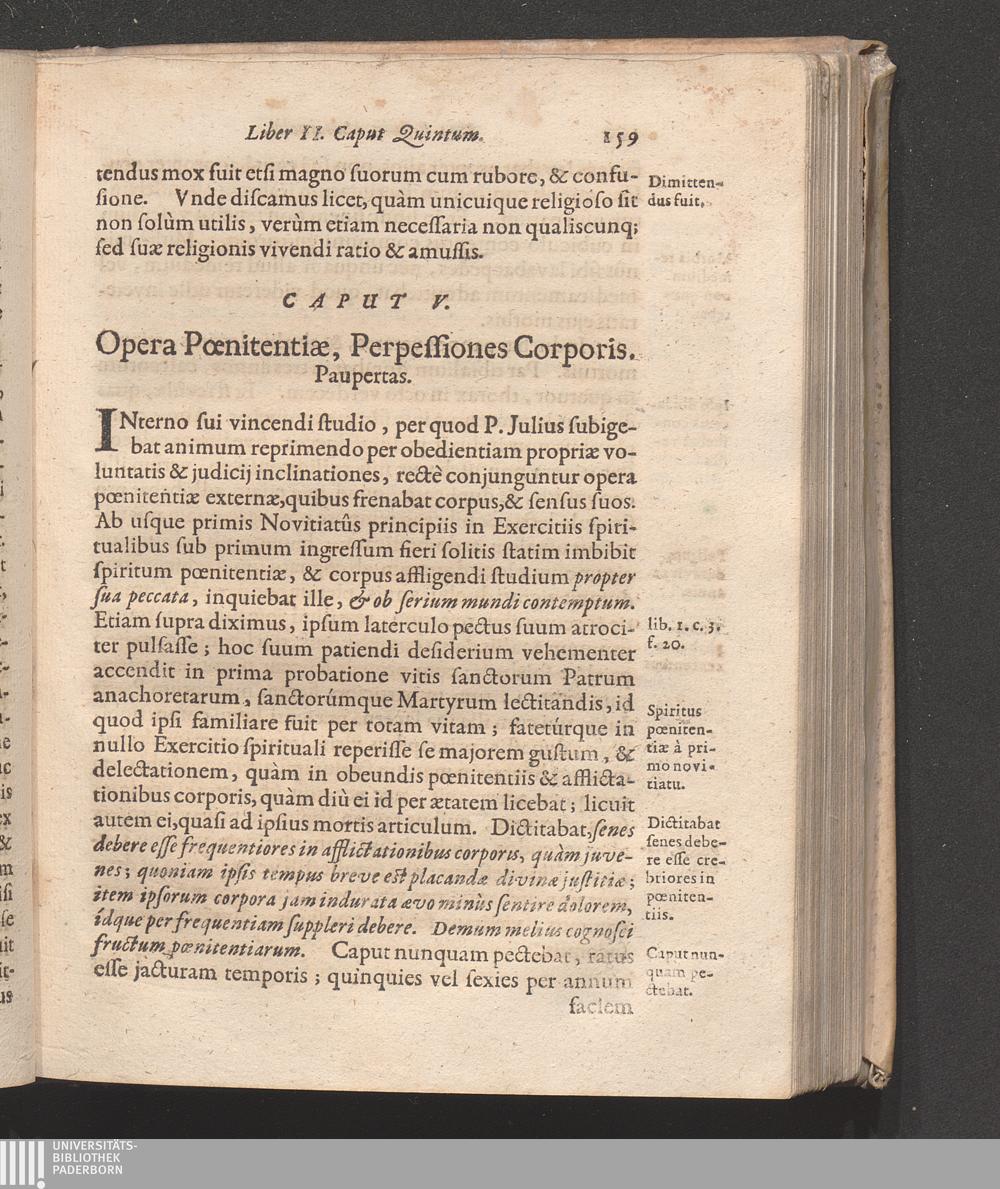 Liber II. Caput Quintum. 159
tendus mox fuit etsi magno suorum cum rubore, & confu-
sione. Vnde discamus licet, quàm unicuique religioso sit
non solùm utilis, verùm etiam necessaria non qualiscunq;
sed suæ religionis vivendi ratio & amussis.
Dimitten-
dus fuit.
CAPUT V.
Opera Pœnitentiæ, Perpessiones Corporis.
Paupertas.
INterno sui vincendi studio, per quod P. Julius subige-
bat animum reprimendo per obedientiam propriæ vo-
luntatis & judicij inclinationes, rectè conjunguntur opera
pœnitentiæ externæ, quibus frenabat corpus, & sensus suos.
Ab usque primis Novitiatûs principiis in Exercitiis spiri-
tualibus sub primum ingressum fieri solitis statim imbibit
spiritum pœnitentiæ, & corpus affligendi studium propter
sua peccata, inquiebat ille, & ob serium mundi contemptum.
Etiam supra diximus, ipsum laterculo pectus suum atroci-
ter pulsasse; hoc suum patiendi desiderium vehementer
accendit in prima probatione vitis sanctorum Patrum
anachoretarum, sanctorúmque Martyrum lectitandis, id
quod ipsi familiare fuit per totam vitam; fatetúrque in
nullo Exercitio spirituali reperisse se majorem gustum, &
delectationem, quàm in obeundis pœnitentiis & afflicta-
tionibus corporis, quàm diù ei id per ætatem licebat; licuit
autem ei, quasi ad ipsius mortis articulum. Dictitabat, senes
debere esse frequentiores in afflictationibus corporis, quàm juve-
nes; quoniam ipsis tempus breve est placandæ divinæ justitiæ;
item ipsorum corpora jam indurata ævo minùs sentire dolorem,
idque per frequentiam suppleri debere. Demum melius cognosci
fructum pœnitentiarum. Caput nunquam pectebat, ratus
esse jacturam temporis; quinquies vel sexies per annum
faciem
lib. 1. c. 3.
f. 20.
Spiritus
pœniten-
tiæ à pri-
mo novi-
tiatu.
Dictitabat
senes debe-
re esse cre-
briores in
pœniten-
tiis.
Caput nun-
quam pe-
ctebat.
UNIVERSITÄTS-
BIBLIOTHEK
PADERBORN